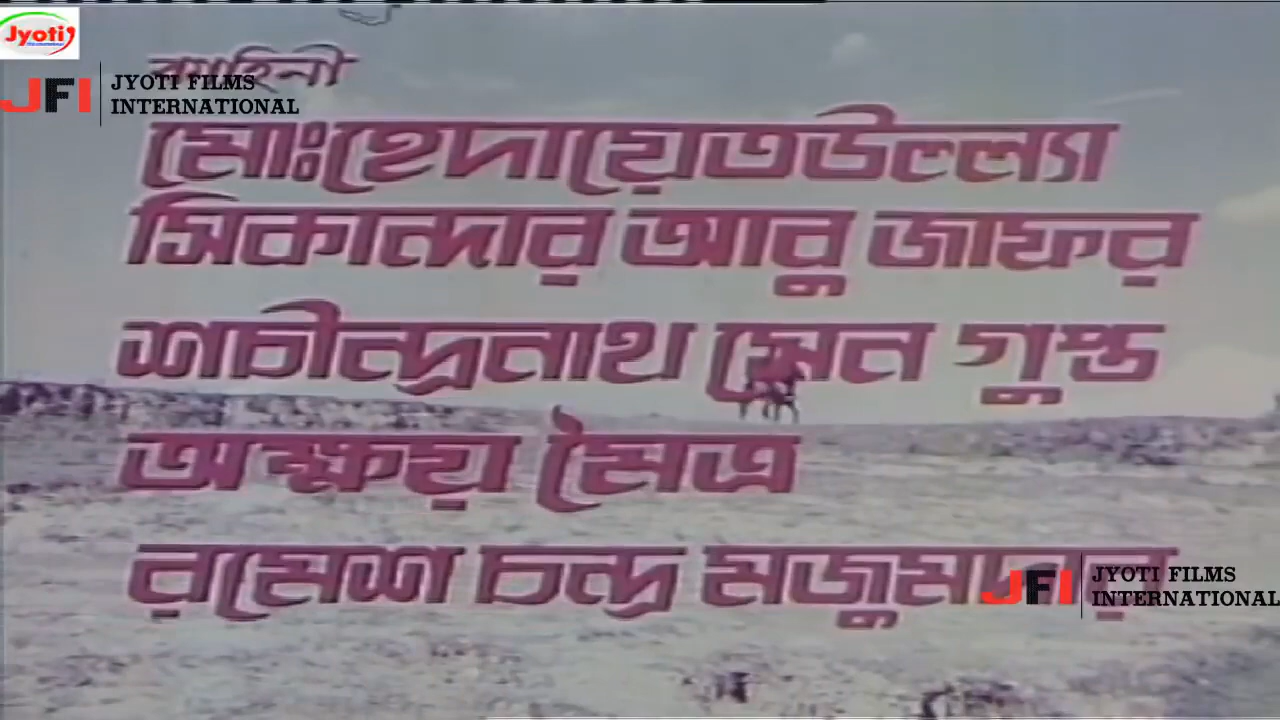 Jyoti
কাহিনী
JFI JYOTI FILMS
INTERNATIONAL
মোঃহেদায়েতউল্ল্যা
সিকান্দার আবু জাফর
শচীন্দ্রনাথ সেন গুপ্ত
অক্ষয় মৈত্র
রমেশ চন্দ্র মজুমদার
JFI JYOTI FILMS
INTERNATIONAL